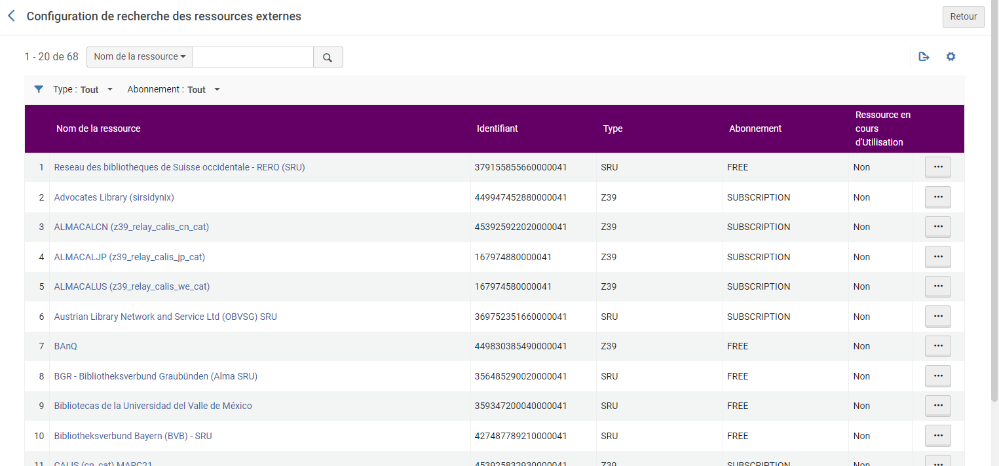 Configuration de recherche des ressources externes
Retour
1 - 20 de 68 Nom de la ressource
Type : Tout Abonnement : Tout
Nom de la ressource Identifiant Type Abonnement Ressource en cours d'Utilisation
1 Reseau des bibliotheques de Suisse occidentale - RERO (SRU) 379155855660000041 SRU FREE Non
2 Advocates Library (sirsidynix) 449947452880000041 Z39 SUBSCRIPTION Non
3 ALMACALCN (z39_relay_calis_cn_cat) 453925922020000041 Z39 SUBSCRIPTION Non
4 ALMACALJP (z39_relay_calis_jp_cat) 167974880000041 Z39 SUBSCRIPTION Non
5 ALMACALUS (z39_relay_calis_we_cat) 167974580000041 Z39 SUBSCRIPTION Non
6 Austrian Library Network and Service Ltd (OBVSG) SRU 369752351660000041 SRU SUBSCRIPTION Non
7 BAnQ 449830385490000041 Z39 FREE Non
8 BGR - Bibliotheksverbund Graubünden (Alma SRU) 356485290020000041 SRU FREE Non
9 Bibliotecas de la Universidad del Valle de México 359347200040000041 SRU FREE Non
10 Bibliotheksverbund Bayern (BVB) - SRU 427487789210000041 SRU FREE Non
11 CALIS (cn_cat) MARC21 453925832930000041 Z39 SUBSCRIPTION Non